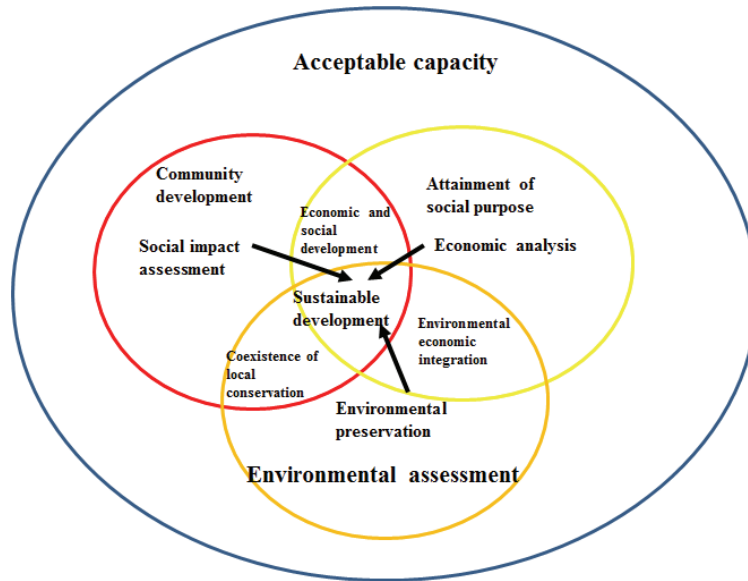 Acceptable capacity
Community
development
Attainment of
social purpose
Economic and
social
development
Social impact
assessment
Economic analysis
Sustainable
development
Environmental
economic
integration
Coexistence of
local
conservation
Environmental
preservation
Environmental assessment